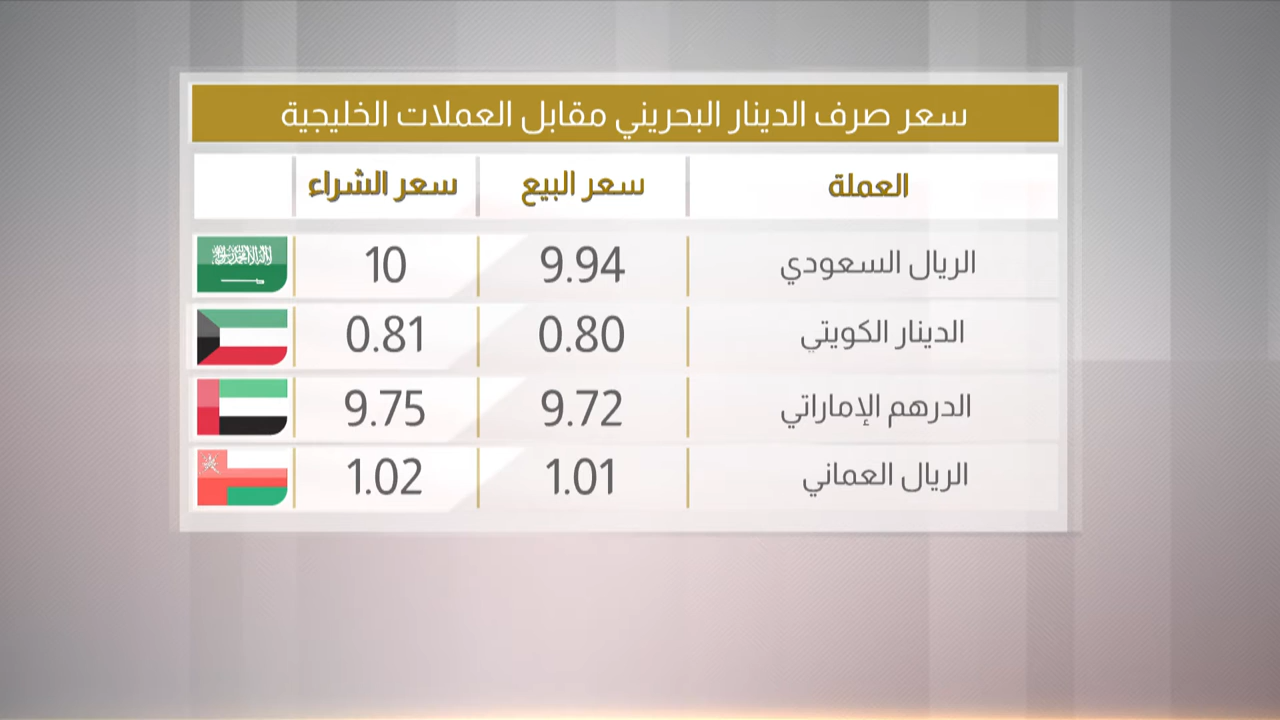 سعر صرف الدينار البحريني مقابل العملات الخليجية
العملة سعر البيع سعر الشراء
الريال السعودي 9.94 10
الدينار الكويتي 0.80 0.81
الدرهم الإماراتي 9.72 9.75
الريال العماني 1.01 1.02